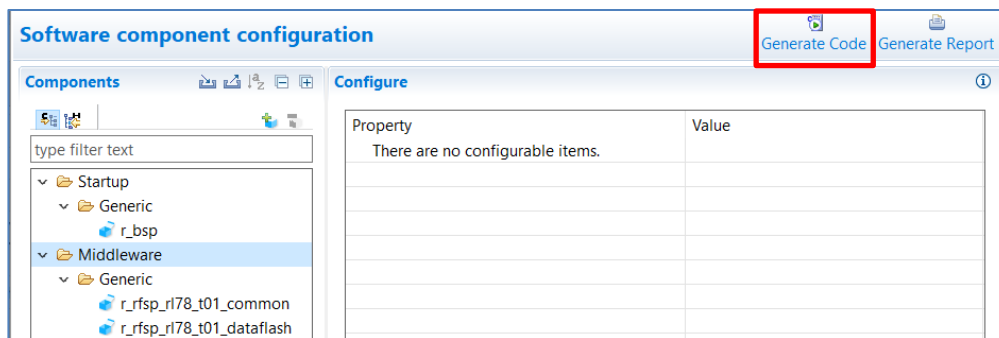 Software component configuration
Generate Code Generate Report
Components
Configure
type filter text
Startup
Generic
r_bsp
Middleware
Generic
r_rfsp_rl78_t01_common
r_rfsp_rl78_t01_dataflash
Property Value
There are no configurable items.